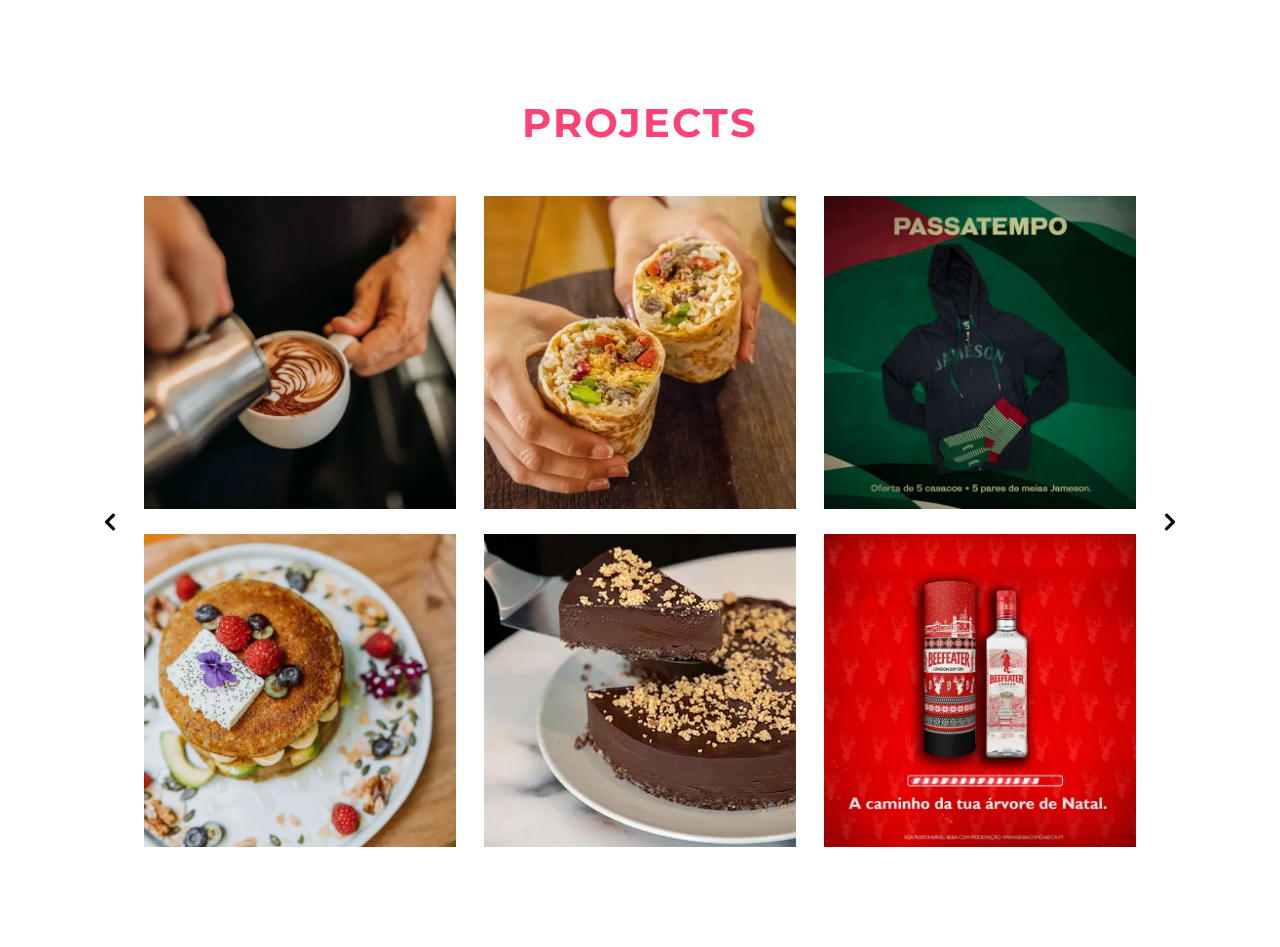 PROJECTS
PASSATEMPO
JAMESON
Oferta de 5 casacos + 5 pares de meias Jameson.
BEEFEATER
LONDON DRY GIN
BEEFEATER
LONDON
A caminho da tua árvore de Natal.
SEJA RESPONSÁVEL. BEBA COM MODERAÇÃO. WWW.BEBACOMCABECA.PT